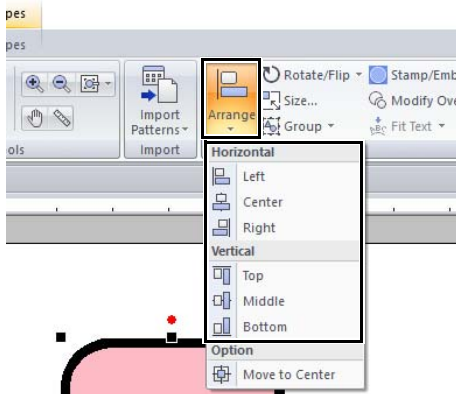 pes
pes
Rotate/Flip
Stamp/Emb
Size...
Modify Ove
Import
Patterns
Arrange
Group
Fit Text
ols
Import
Horizontal
Left
Center
Right
Vertical
Top
Middle
Bottom
Option
Move to Center